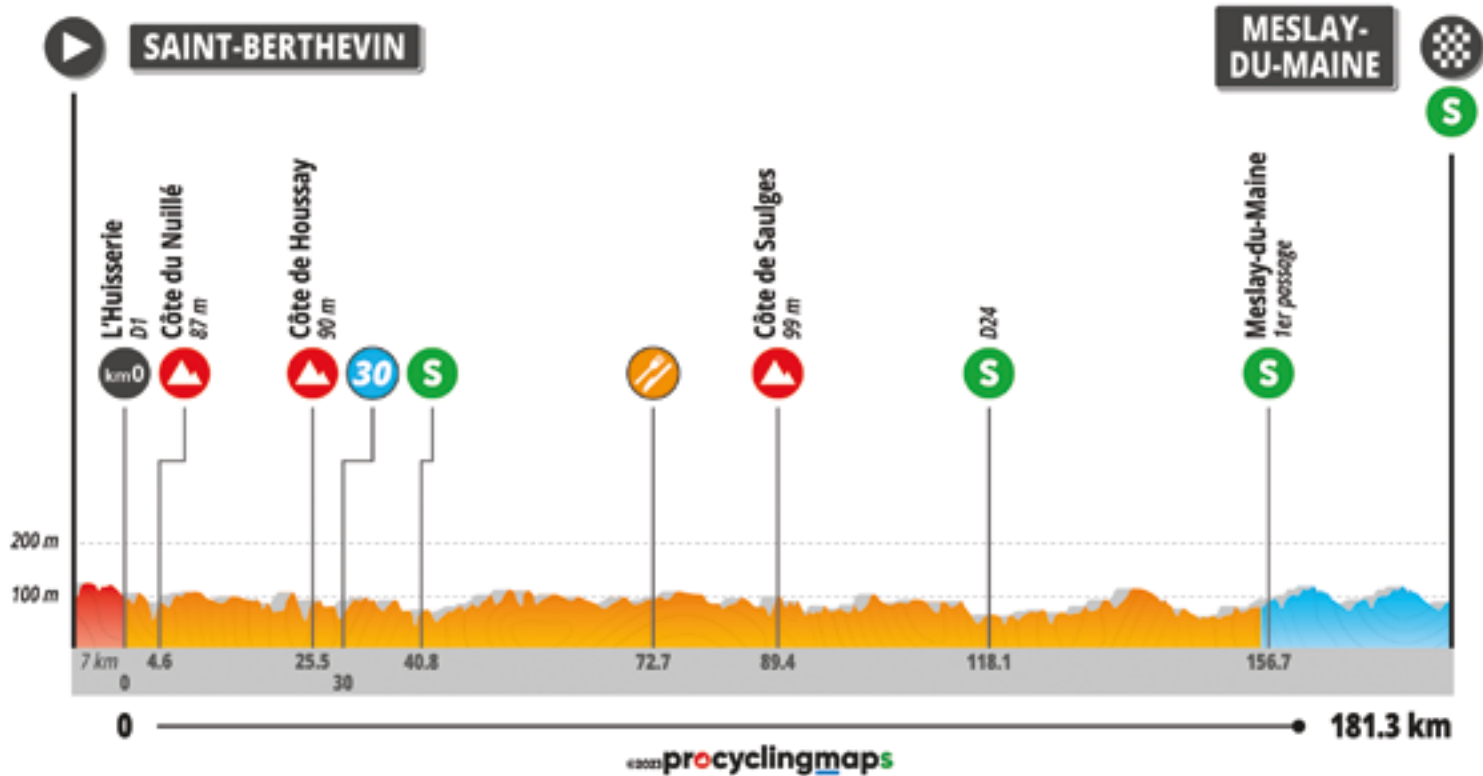 SAINT-BERTHEVIN
MESLAY-
DU-MAINE
S
L'Huisserie
D1
Côte du Nuillé
87 m
Côte de Houssay
90 m
Côte de Saulges
99 m
D24
Meslay-du-Maine
1er passage
km0
30
S
S
S
200 m
100 m
7 km
4.6
25.5
40.8
72.7
89.4
118.1
156.7
0
30
0
181.3 km
©2023 procyclingmaps